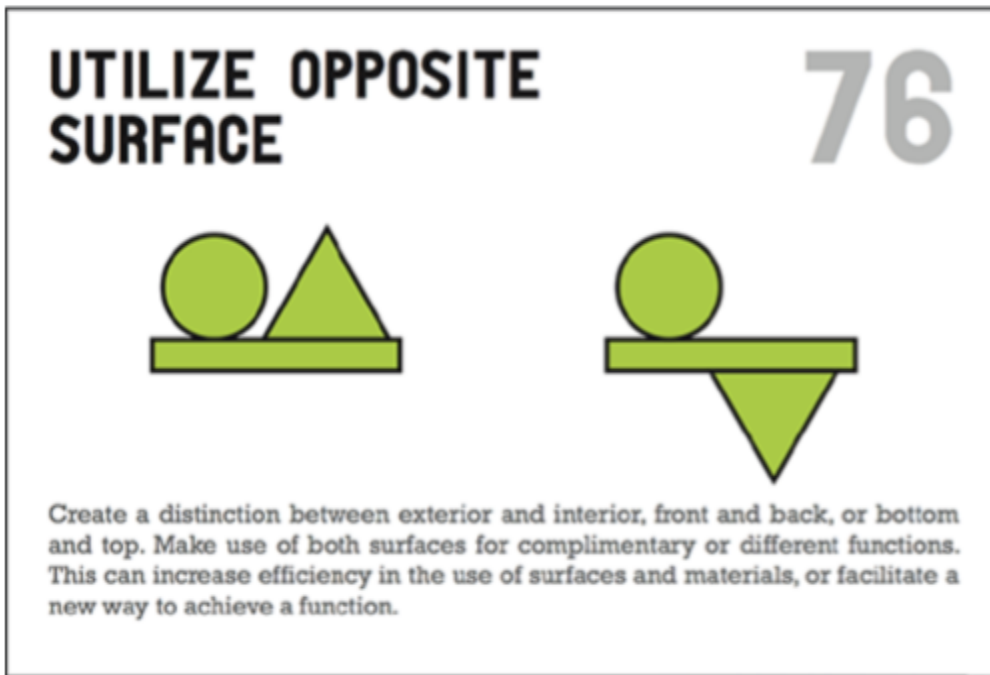 UTILIZE OPPOSITE
SURFACE
76
Create a distinction between exterior and interior, front and back, or bottom
and top. Make use of both surfaces for complimentary or different functions.
This can increase efficiency in the use of surfaces and materials, or facilitate a
new way to achieve a function.